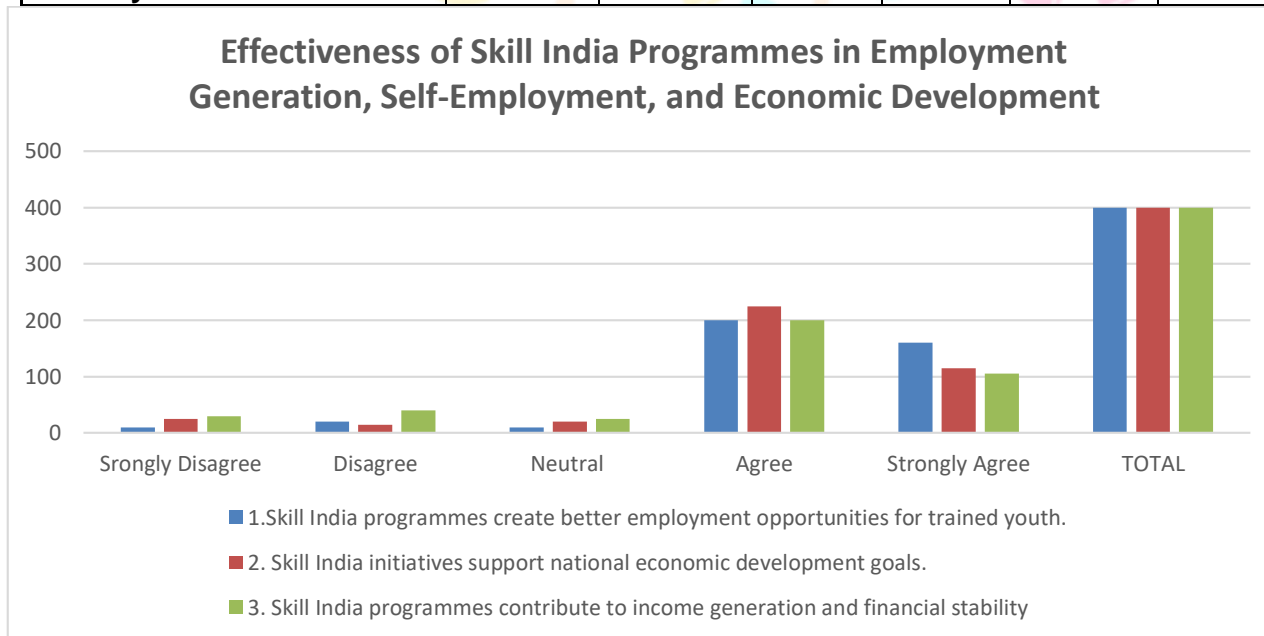 Effectiveness of Skill India Programmes in Employment
Generation, Self-Employment, and Economic Development
500
400
300
200
100
0
Srongly Disagree Disagree Neutral Agree Strongly Agree TOTAL
1.Skill India programmes create better employment opportunities for trained youth.
2. Skill India initiatives support national economic development goals.
3. Skill India programmes contribute to income generation and financial stability